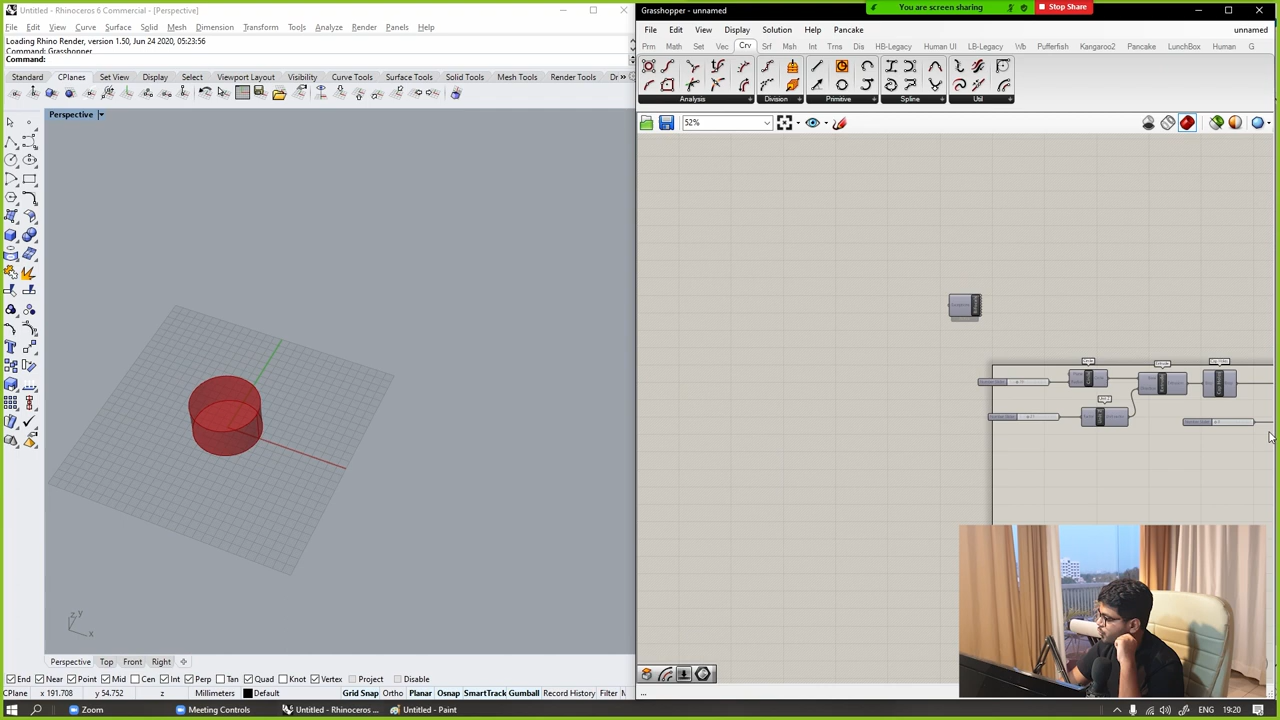 Untitled - Rhinoceros 6 Commercial - [Perspective]
File Edit View Curve Surface Solid Mesh Dimension Transform Tools Analyze Render Panels Help
Loading Rhino Render, version 1.50, Jun 24 2020, 05:23:56
Command: Grasshopper
Command:
Standard CPlanes Set View Display Select Viewport Layout Visibility Curve Tools Surface Tools Solid Tools Mesh Tools Render Tools Dr »
Perspective
z y
x
Perspective Top Front Right
End Near Point Mid Cen Int Perp Tan Quad Knot Vertex Project Disable
CPlane x 191.708 y 54.752 z Millimeters Default Grid Snap Ortho Planar Osnap SmartTrack Gumball Record History Filter M
Grasshopper - unnamed
You are screen sharing
Stop Share
File Edit View Display Solution Help Pancake
unnamed
Prm Math Set Vec Crv Srf Msh Int Trns Dis HB-Legacy Human UI LB-Legacy Wb Pufferfish Kangaroo2 Pancake LunchBox Human G
Analysis Division Primitive Spline Util
52%
...
Zoom Meeting Controls Untitled - Rhinoceros ... Untitled - Paint ENG 19:20